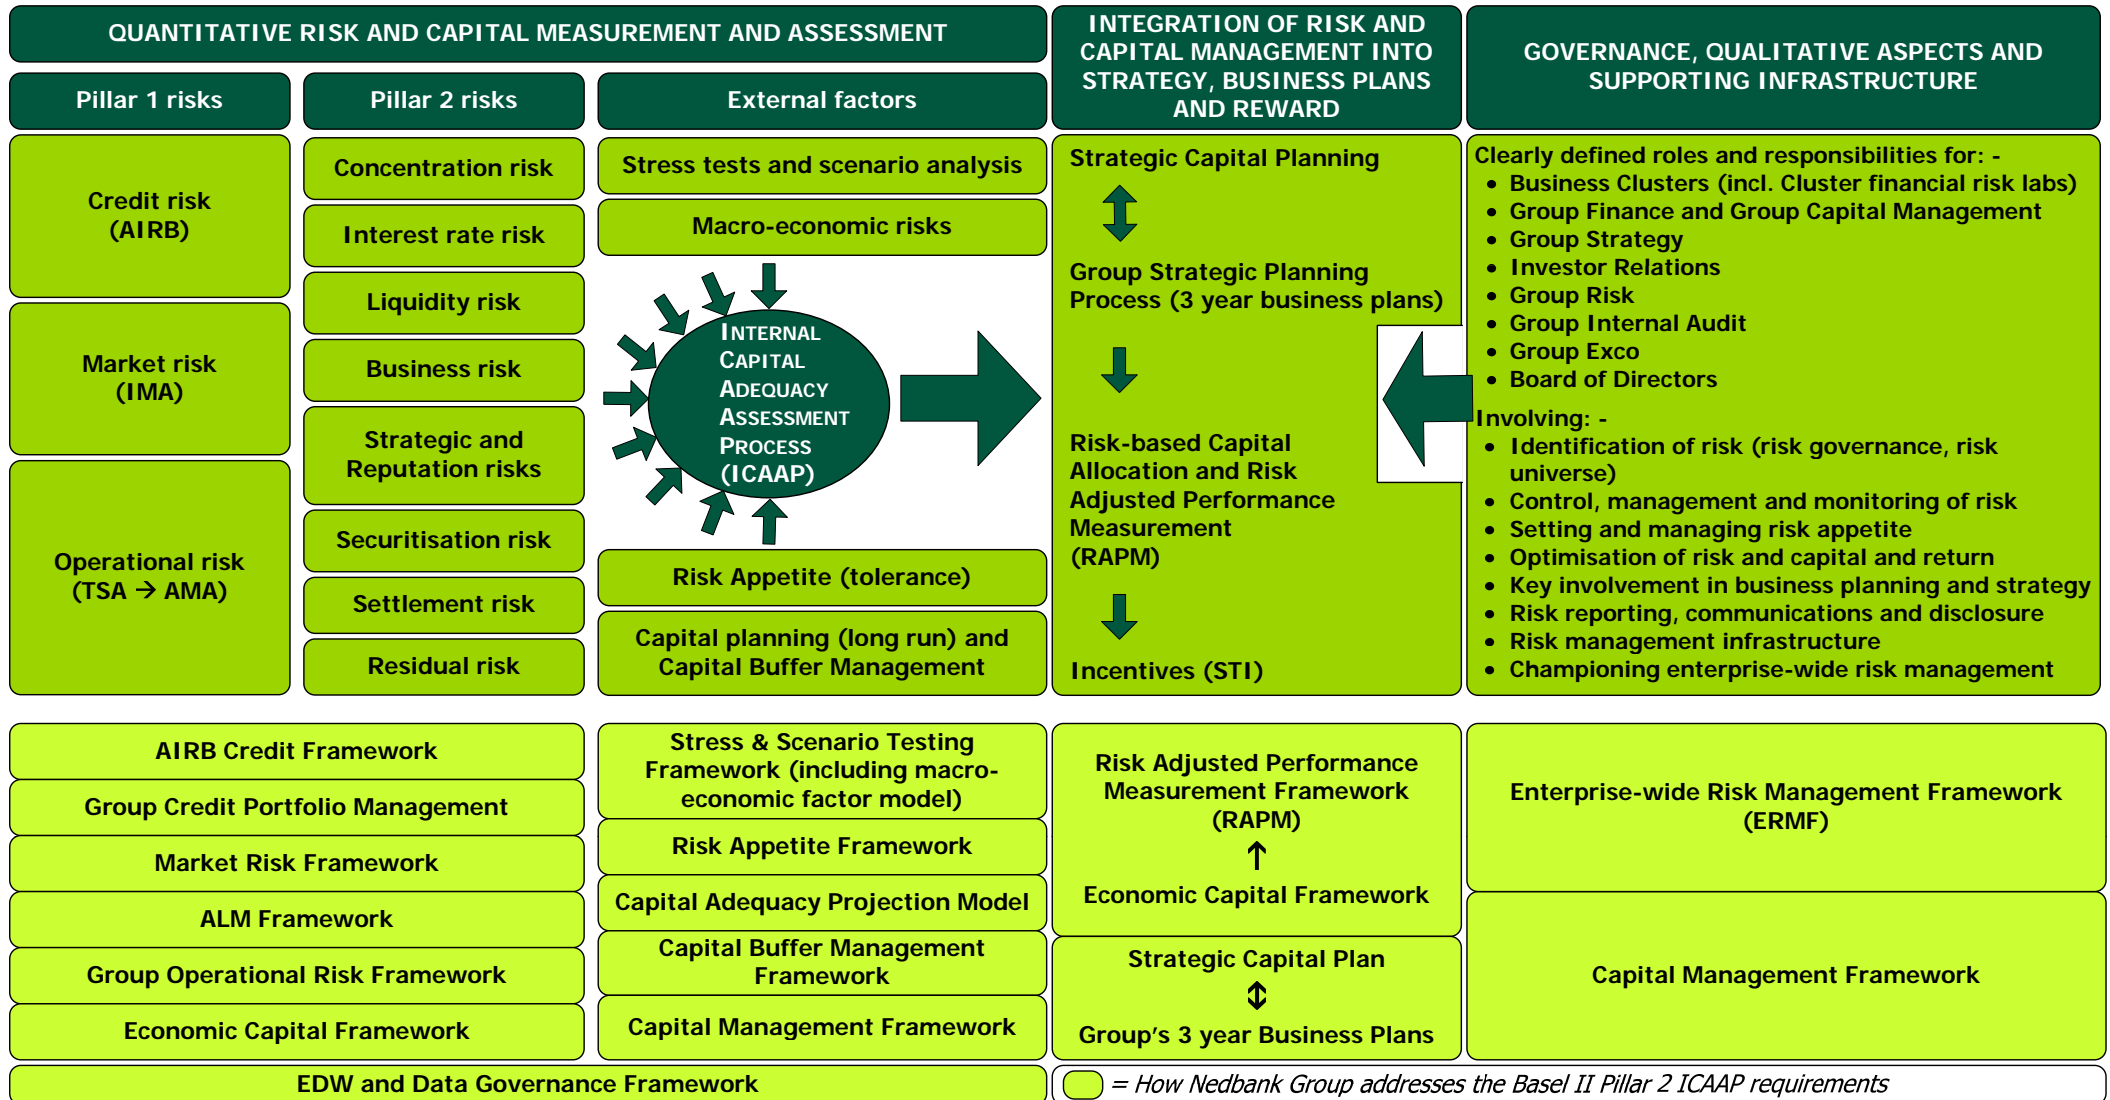 QUANTITATIVE RISK AND CAPITAL MEASUREMENT AND ASSESSMENT
Pillar 1 risks
Pillar 2 risks
External factors
INTEGRATION OF RISK AND
CAPITAL MANAGEMENT INTO
STRATEGY, BUSINESS PLANS
AND REWARD
GOVERNANCE, QUALITATIVE ASPECTS AND
SUPPORTING INFRASTRUCTURE
Credit risk
(AIRB)
Market risk
(IMA)
Operational risk
(TSA → AMA)
Concentration risk
Interest rate risk
Liquidity risk
Business risk
Strategic and
Reputation risks
Securitisation risk
Settlement risk
Residual risk
Stress tests and scenario analysis
Macro-economic risks
INTERNAL
CAPITAL
ADEQUACY
ASSESSMENT
PROCESS
(ICAAP)
Risk Appetite (tolerance)
Capital planning (long run) and
Capital Buffer Management
Strategic Capital Planning
Group Strategic Planning
Process (3 year business plans)
Risk-based Capital
Allocation and Risk
Adjusted Performance
Measurement
(RAPM)
Incentives (STI)
Clearly defined roles and responsibilities for: -
• Business Clusters (incl. Cluster financial risk labs)
• Group Finance and Group Capital Management
• Group Strategy
• Investor Relations
• Group Risk
• Group Internal Audit
• Group Exco
• Board of Directors
Involving: -
• Identification of risk (risk governance, risk
universe)
• Control, management and monitoring of risk
• Setting and managing risk appetite
• Optimisation of risk and capital and return
• Key involvement in business planning and strategy
• Risk reporting, communications and disclosure
• Risk management infrastructure
• Championing enterprise-wide risk management
AIRB Credit Framework
Group Credit Portfolio Management
Market Risk Framework
ALM Framework
Group Operational Risk Framework
Economic Capital Framework
Stress & Scenario Testing
Framework (including macro-
economic factor model)
Risk Appetite Framework
Capital Adequacy Projection Model
Capital Buffer Management
Framework
Capital Management Framework
Risk Adjusted Performance
Measurement Framework
(RAPM)
↑
Economic Capital Framework
Strategic Capital Plan
⇕
Group's 3 year Business Plans
Enterprise-wide Risk Management Framework
(ERMF)
Capital Management Framework
EDW and Data Governance Framework
= How Nedbank Group addresses the Basel II Pillar 2 ICAAP requirements